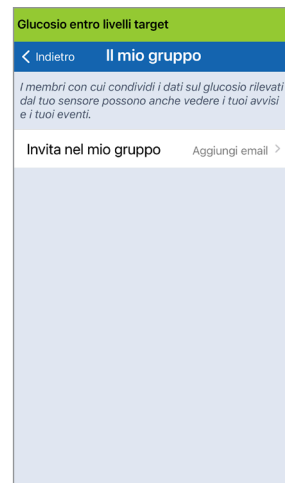 Glucosio entro livelli target
Indietro Il mio gruppo
I membri con cui condividi i dati sul glucosio rilevati
dal tuo sensore possono anche vedere i tuoi avvisi
e i tuoi eventi.
Invita nel mio gruppo Aggiungi email